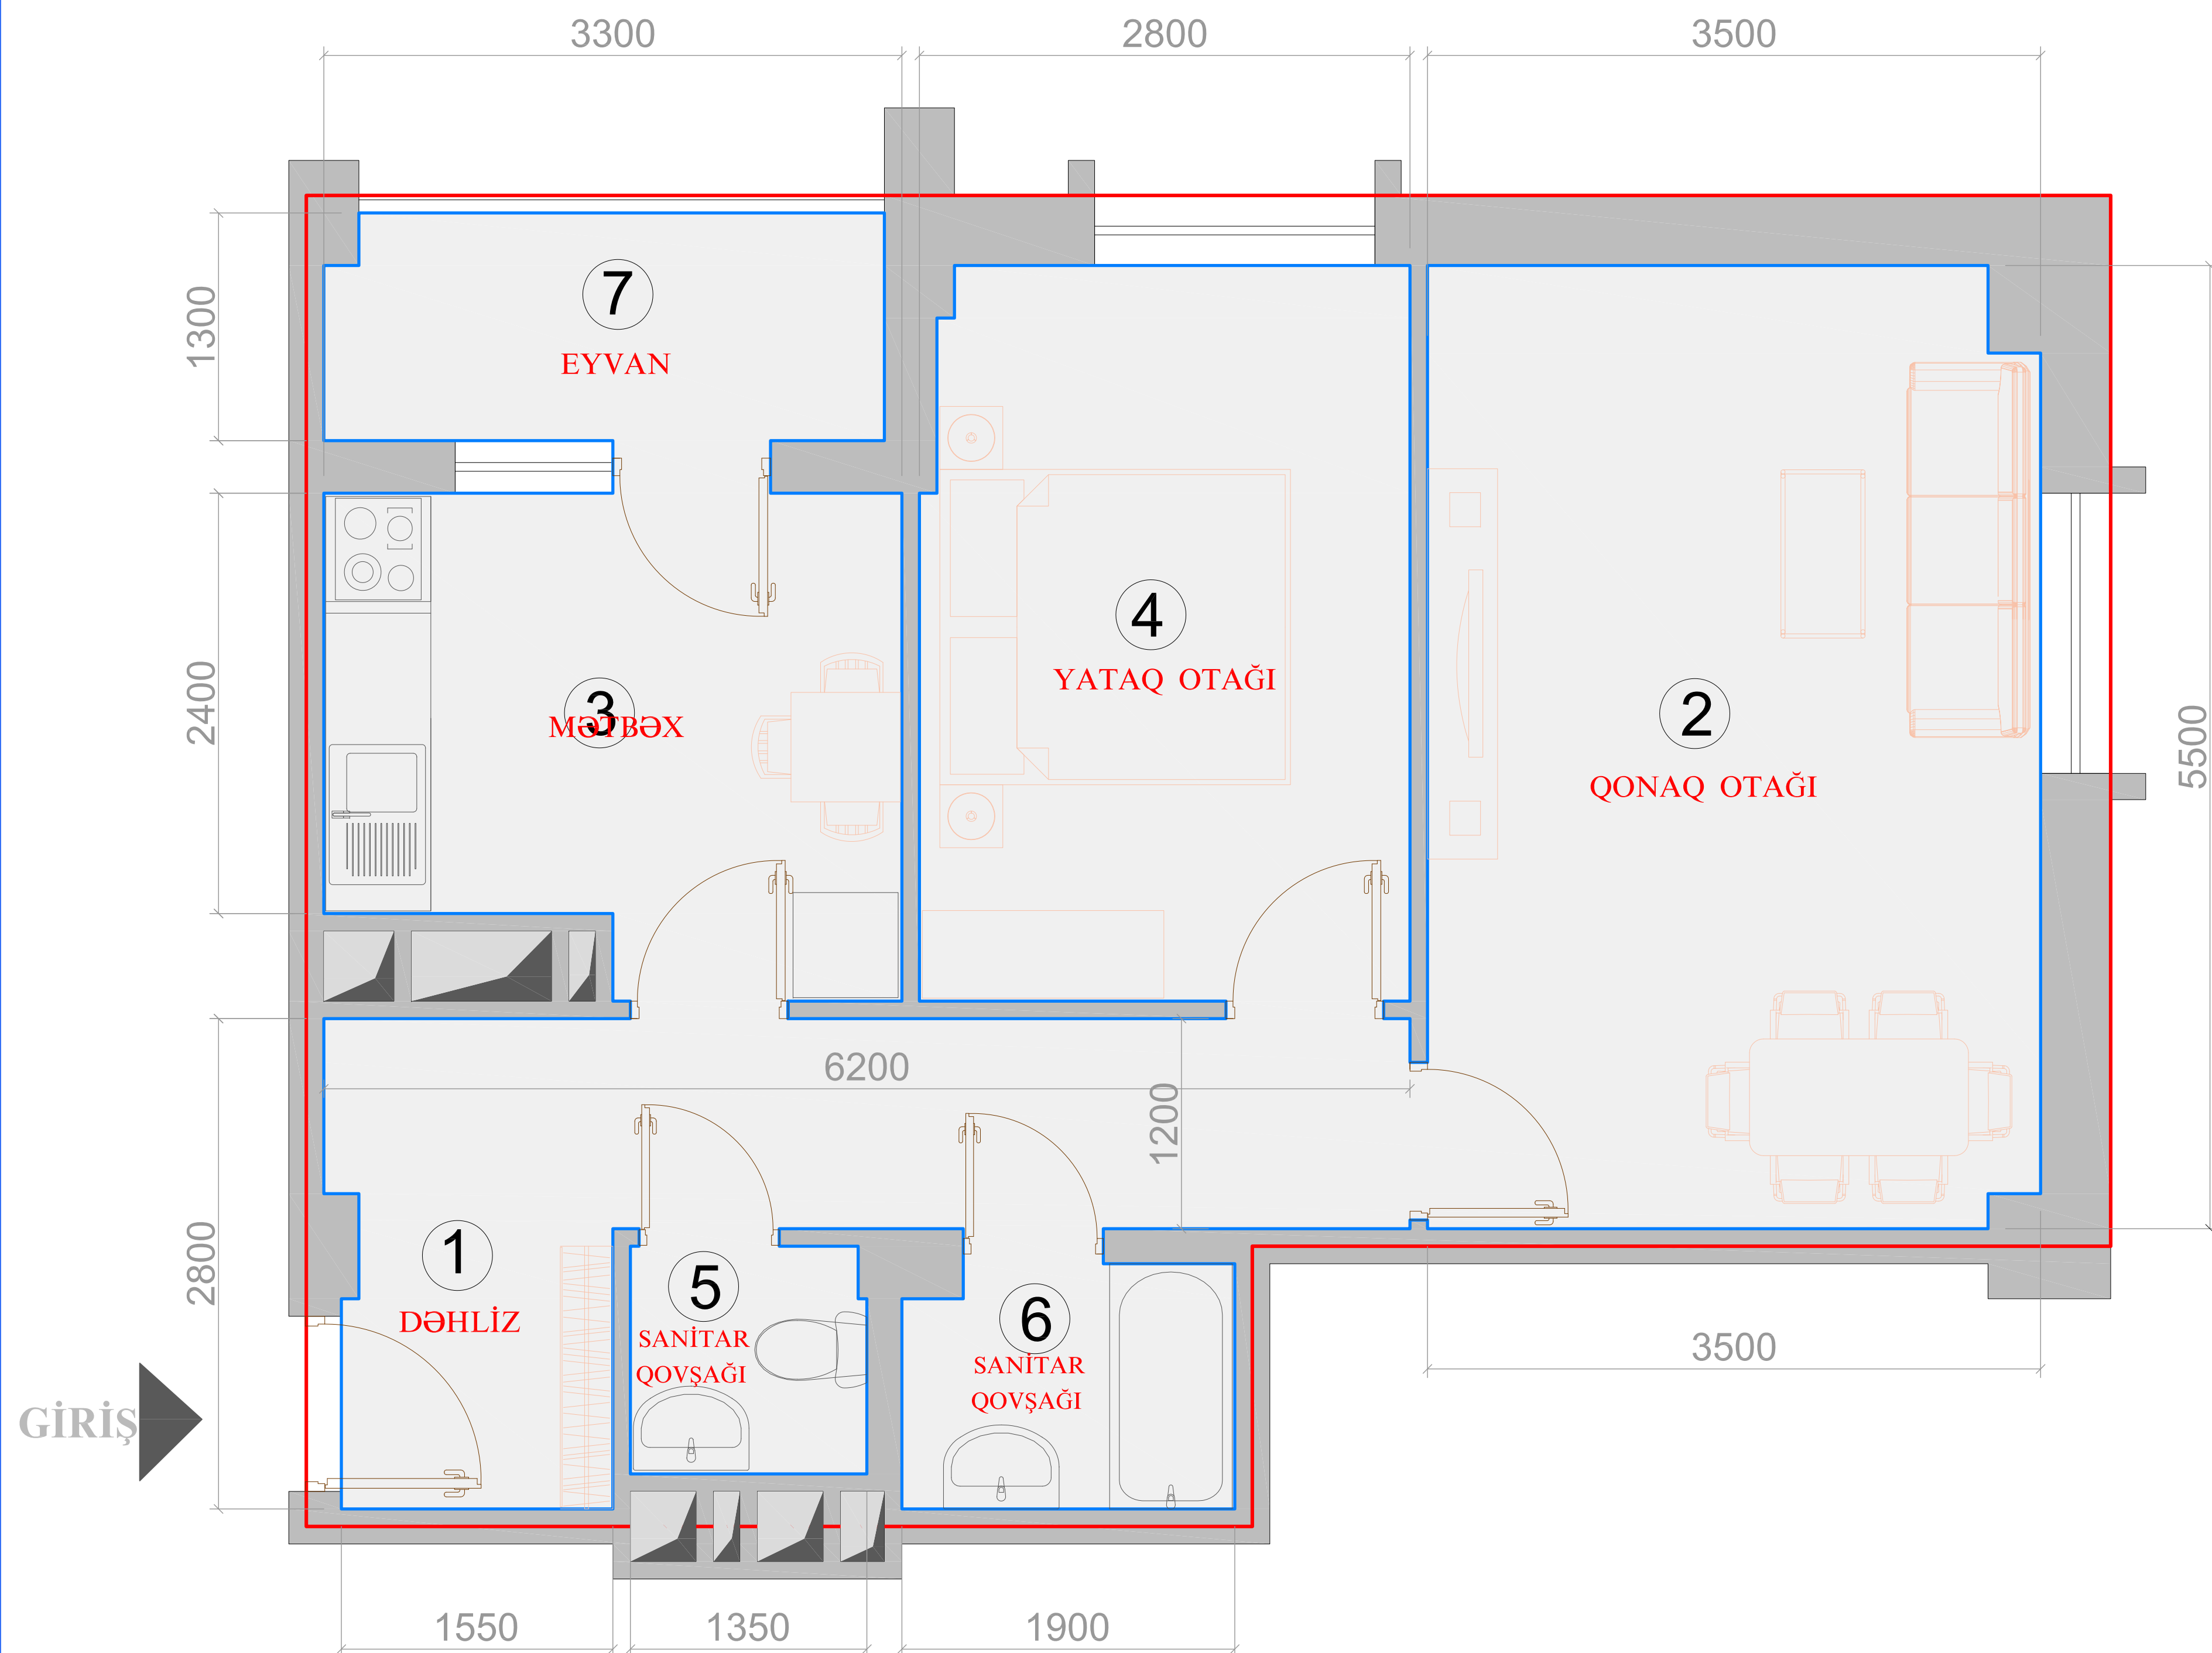 3300
2800
3500
7
EYVAN
1300
4
YATAQ OTAĞI
3
MƏTBƏX
2400
2
QONAQ OTAĞI
5500
6200
1200
1
DƏHLİZ
2800
5
SANİTAR
QOVŞAĞI
6
SANİTAR
QOVŞAĞI
3500
GİRİŞ
1550
1350
1900